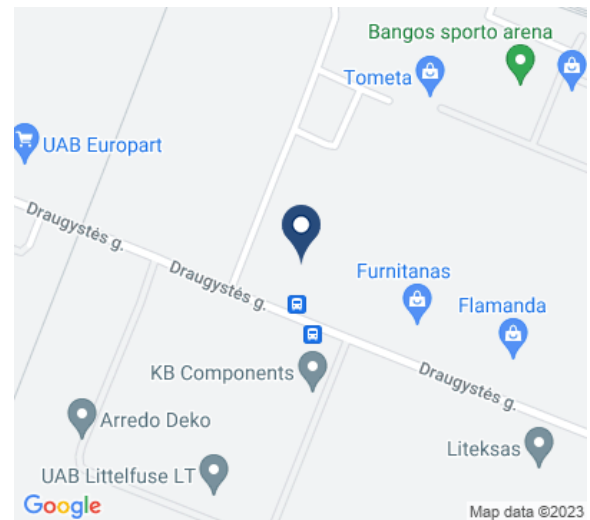 Bangos sporto arena
Tometa
UAB Europart
Draugystės g.
Draugystės g.
Furnitanas
Flamanda
KB Components
Draugystės g.
Arredo Deko
Liteksas
UAB Littelfuse LT
Google
Map data ©2023